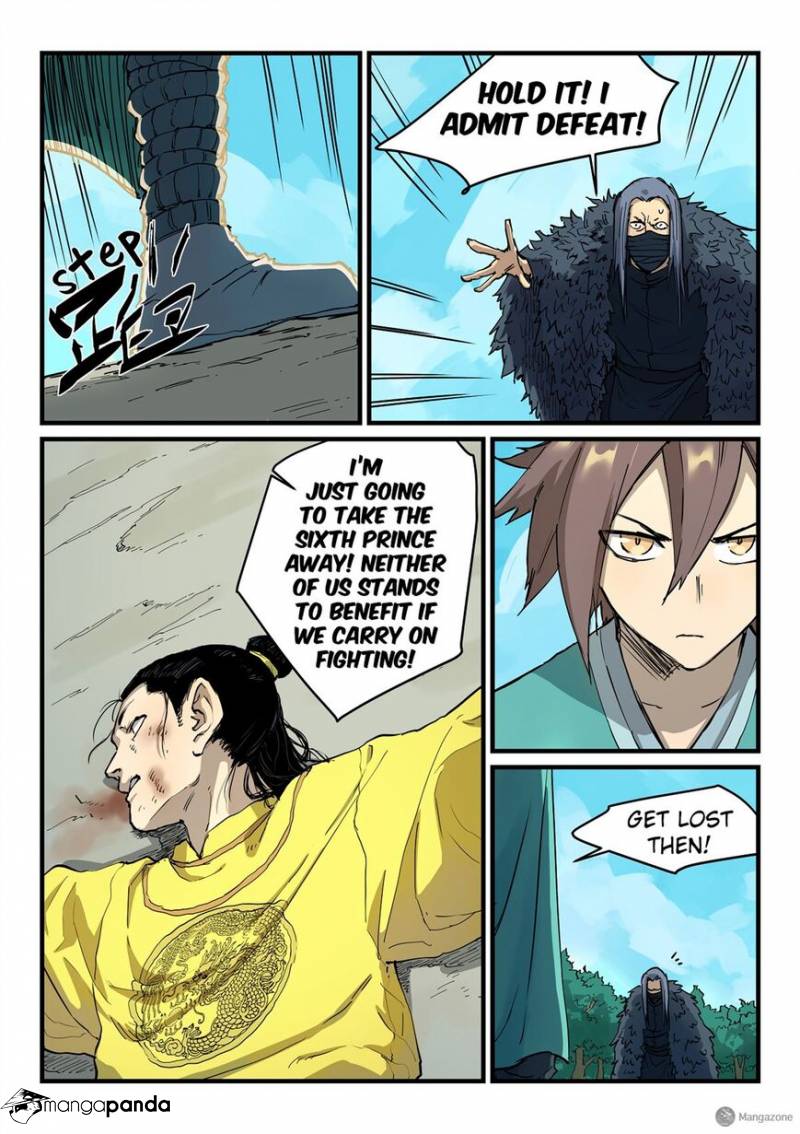 step
HOLD IT! I
ADMIT DEFEAT!
I'M
JUST GOING
TO TAKE THE
SIXTH PRINCE
AWAY! NEITHER
OF US STANDS
TO BENEFIT IF
WE CARRY ON
FIGHTING!
GET LOST
THEN!
mangapanda
Mangazone